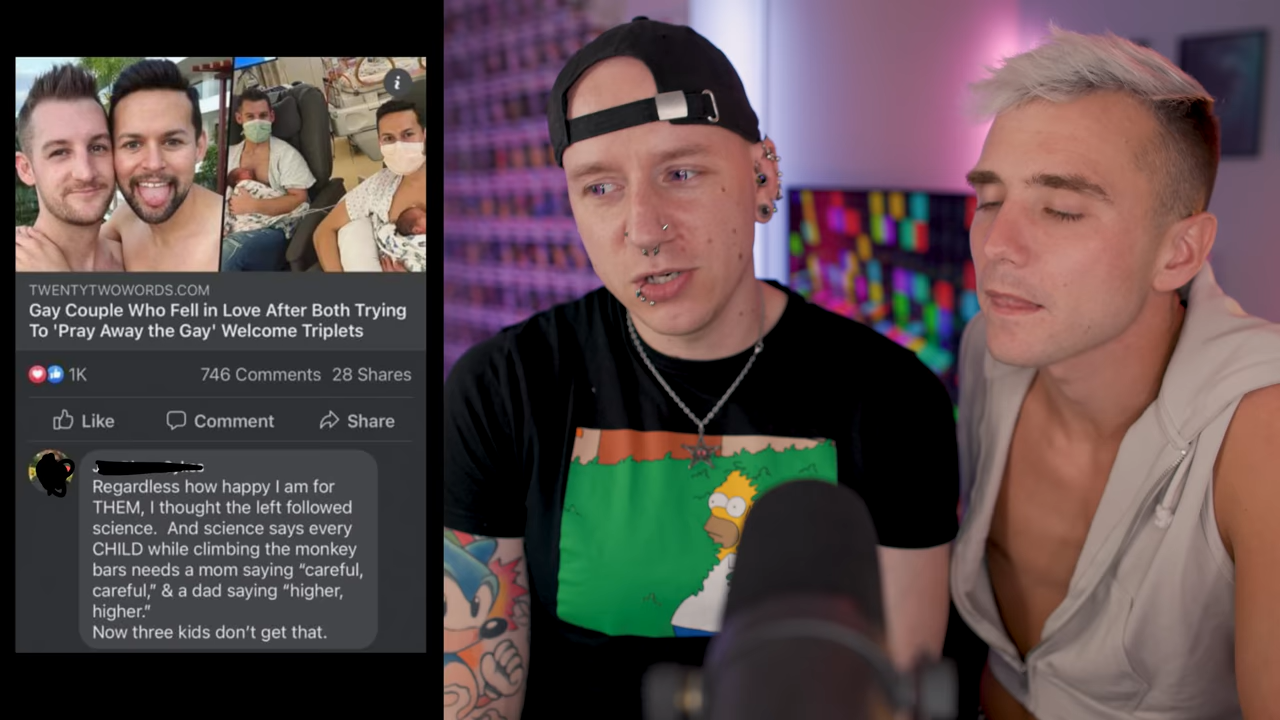 TWENTYTWOWORDS.COM
Gay Couple Who Fell in Love After Both Trying
To 'Pray Away the Gay' Welcome Triplets
1K
746 Comments 28 Shares
Like
Comment
Share
Regardless how happy I am for
THEM, I thought the left followed
science. And science says every
CHILD while climbing the monkey
bars needs a mom saying “careful,
careful,” & a dad saying “higher,
higher.”
Now three kids don’t get that.